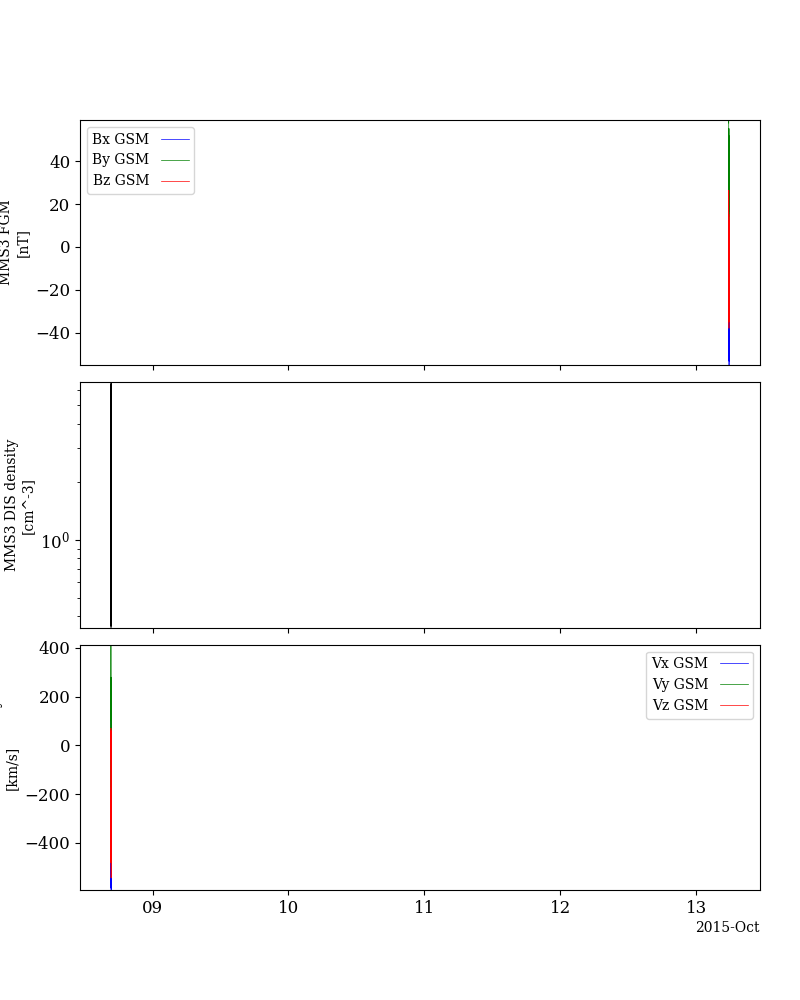 Bx GSM
By GSM
Bz GSM
MMS3 FGM
[nT]
40
20
0
−20
−40
MMS3 DIS density
[cm^-3]
10^0
Vx GSM
Vy GSM
Vz GSM
[km/s]
400
200
0
−200
−400
09
10
11
12
13
2015-Oct